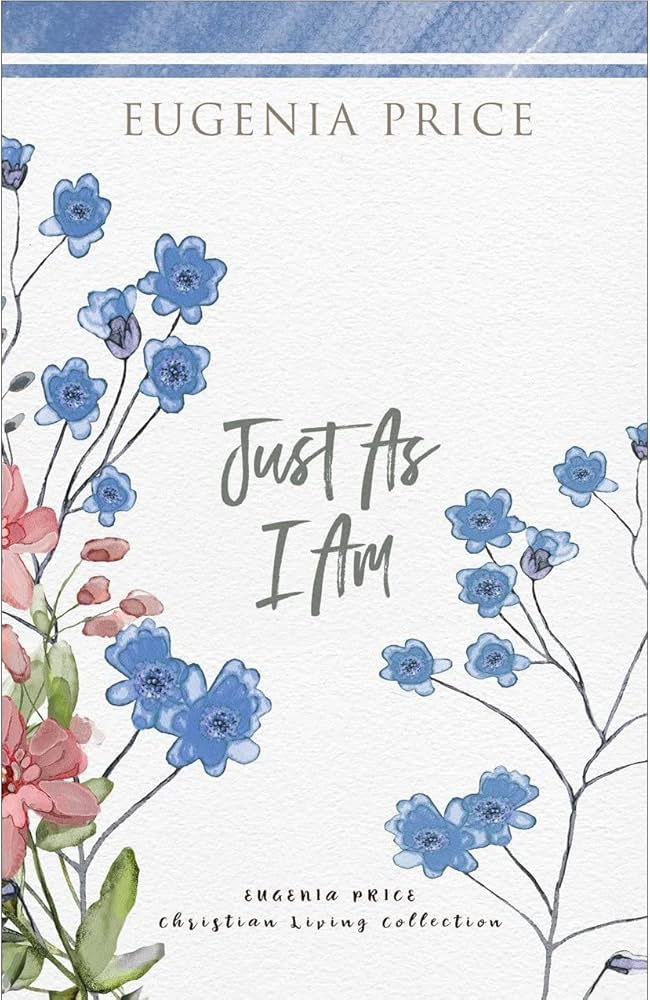 EUGENIA PRICE
Just As
I Am
EUGENIA PRICE
Christian Living Collection